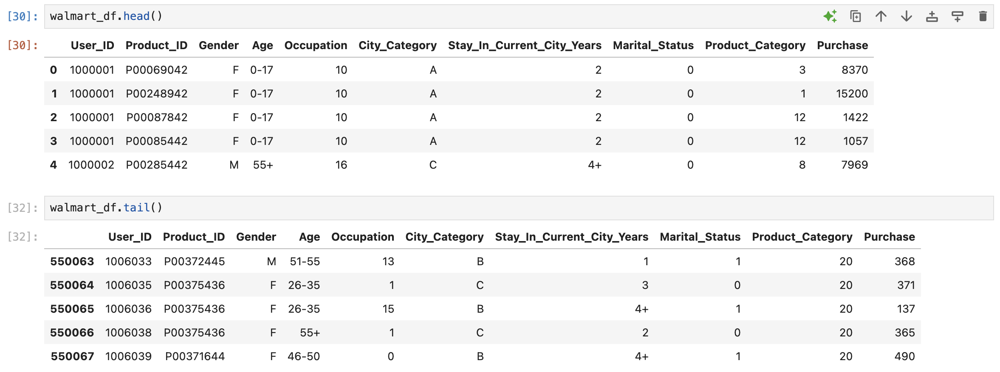 [30]: walmart_df.head()
[30]: User_ID Product_ID Gender Age Occupation City_Category Stay_In_Current_City_Years Marital_Status Product_Category Purchase
0 1000001 P00069042 F 0-17 10 A 2 0 3 8370
1 1000001 P00248942 F 0-17 10 A 2 0 1 15200
2 1000001 P00087842 F 0-17 10 A 2 0 12 1422
3 1000001 P00085442 F 0-17 10 A 2 0 12 1057
4 1000002 P00285442 M 55+ 16 C 4+ 0 8 7969
[32]: walmart_df.tail()
[32]: User_ID Product_ID Gender Age Occupation City_Category Stay_In_Current_City_Years Marital_Status Product_Category Purchase
550063 1006033 P00372445 M 51-55 13 B 1 1 20 368
550064 1006035 P00375436 F 26-35 1 C 3 0 20 371
550065 1006036 P00375436 F 26-35 15 B 4+ 1 20 137
550066 1006038 P00375436 F 55+ 1 C 2 0 20 365
550067 1006039 P00371644 F 46-50 0 B 4+ 1 20 490